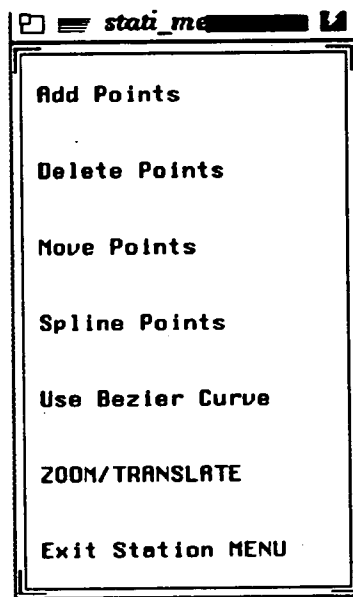 stati_me
Add Points
Delete Points
Move Points
Spline Points
Use Bezier Curve
ZOOM/TRANSLATE
Exit Station MENU